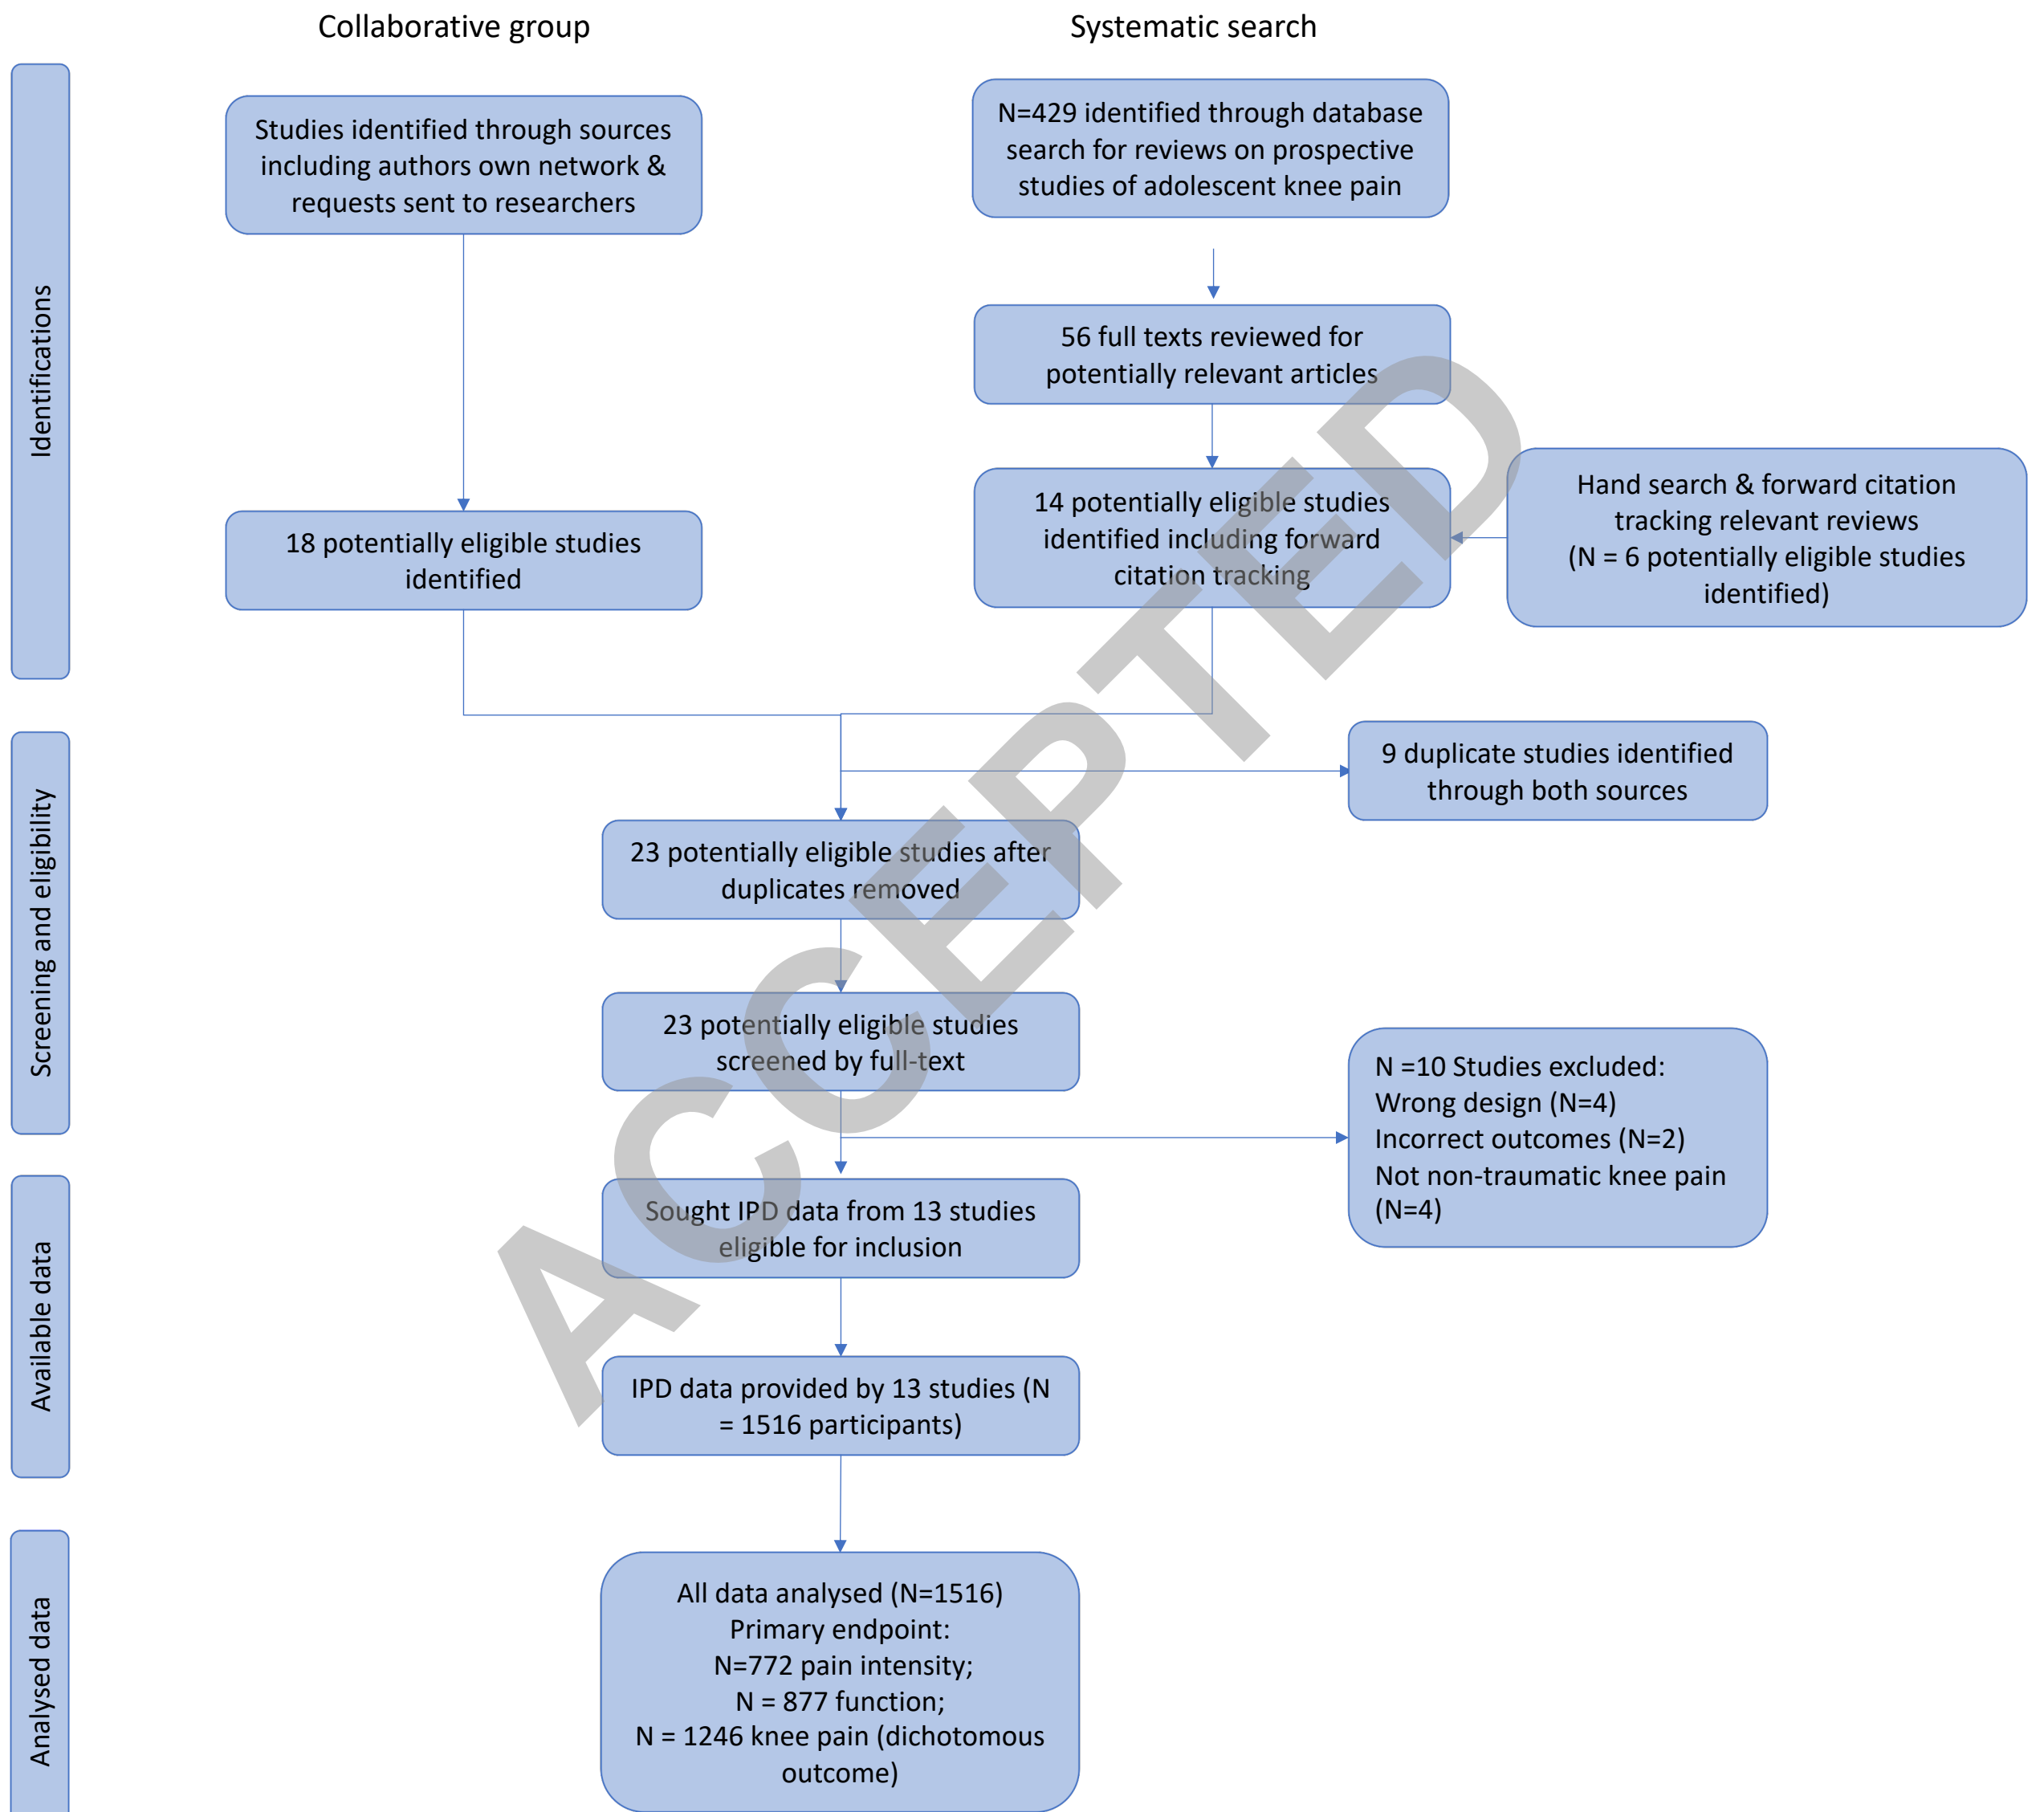 Collaborative group
Systematic search
Identifications
Studies identified through sources
including authors own network &
requests sent to researchers
N=429 identified through database
search for reviews on prospective
studies of adolescent knee pain
56 full texts reviewed for
potentially relevant articles
18 potentially eligible studies
identified
14 potentially eligible studies
identified including forward
citation tracking
Hand search & forward citation
tracking relevant reviews
(N = 6 potentially eligible studies
identified)
Screening and eligibility
9 duplicate studies identified
through both sources
23 potentially eligible studies after
duplicates removed
23 potentially eligible studies
screened by full-text
N =10 Studies excluded:
Wrong design (N=4)
Incorrect outcomes (N=2)
Not non-traumatic knee pain
(N=4)
Available data
Sought IPD data from 13 studies
eligible for inclusion
IPD data provided by 13 studies (N
= 1516 participants)
Analysed data
All data analysed (N=1516)
Primary endpoint:
N=772 pain intensity;
N = 877 function;
N = 1246 knee pain (dichotomous
outcome)
ACCEPTED